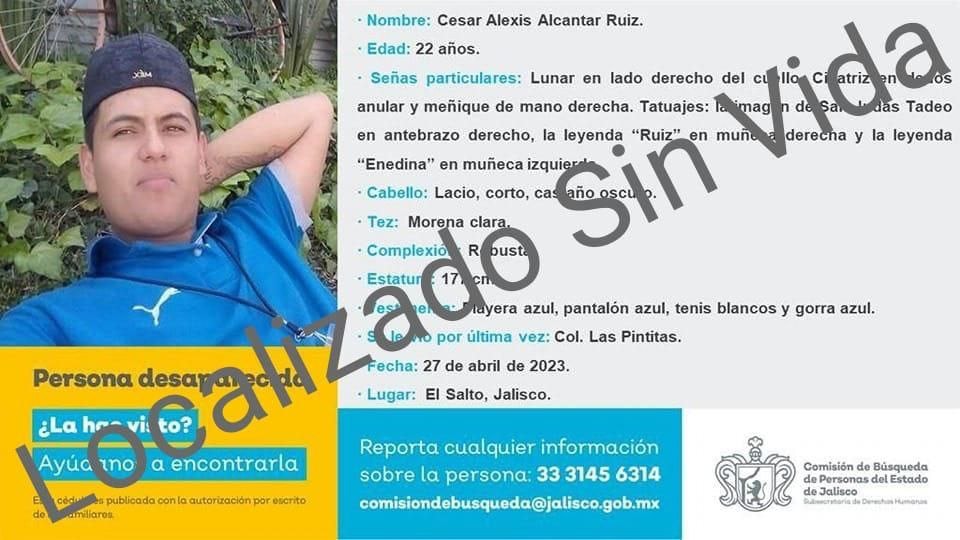 MEX
Persona desaparecida
¿La has visto?
Ayúdanos a encontrarla
Esta cédula es publicada con la autorización por escrito
de los familiares.
· Nombre: Cesar Alexis Alcantar Ruiz.
· Edad: 22 años.
· Señas particulares: Lunar en lado derecho del cuello. Cicatriz en dedos
anular y meñique de mano derecha. Tatuajes: la imagen de San Judas Tadeo
en antebrazo derecho, la leyenda “Ruiz” en muñeca derecha y la leyenda
“Enedina” en muñeca izquierda.
· Cabello: Lacio, corto, castaño oscuro.
· Tez: Morena clara.
· Complexión: Robusta.
· Estatura: cm.
· Vestimenta: Playera azul, pantalón azul, tenis blancos y gorra azul.
· Se le vio por última vez: Col. Las Pintitas.
· Fecha: 27 de abril de 2023.
· Lugar: El Salto, Jalisco.
Reporta cualquier información
sobre la persona: 33 3145 6314
comisiondebusqueda@jalisco.gob.mx
Comisión de Búsqueda
de Personas del Estado
de Jalisco
Subsecretaría de Derechos Humanos
Localizado Sin Vida